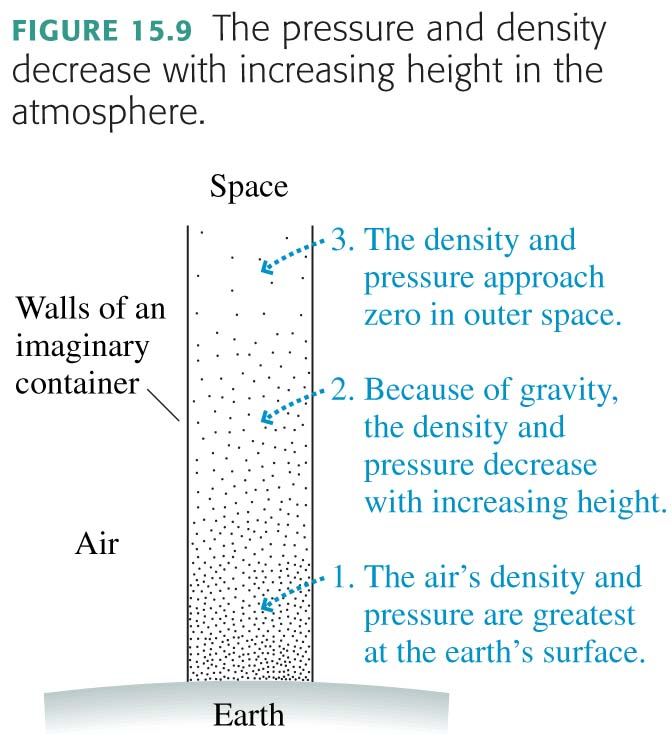 FIGURE 15.9 The pressure and density
decrease with increasing height in the
atmosphere.
Space
3. The density and
pressure approach
zero in outer space.
Walls of an
imaginary
container
2. Because of gravity,
the density and
pressure decrease
with increasing height.
Air
1. The air's density and
pressure are greatest
at the earth's surface.
Earth